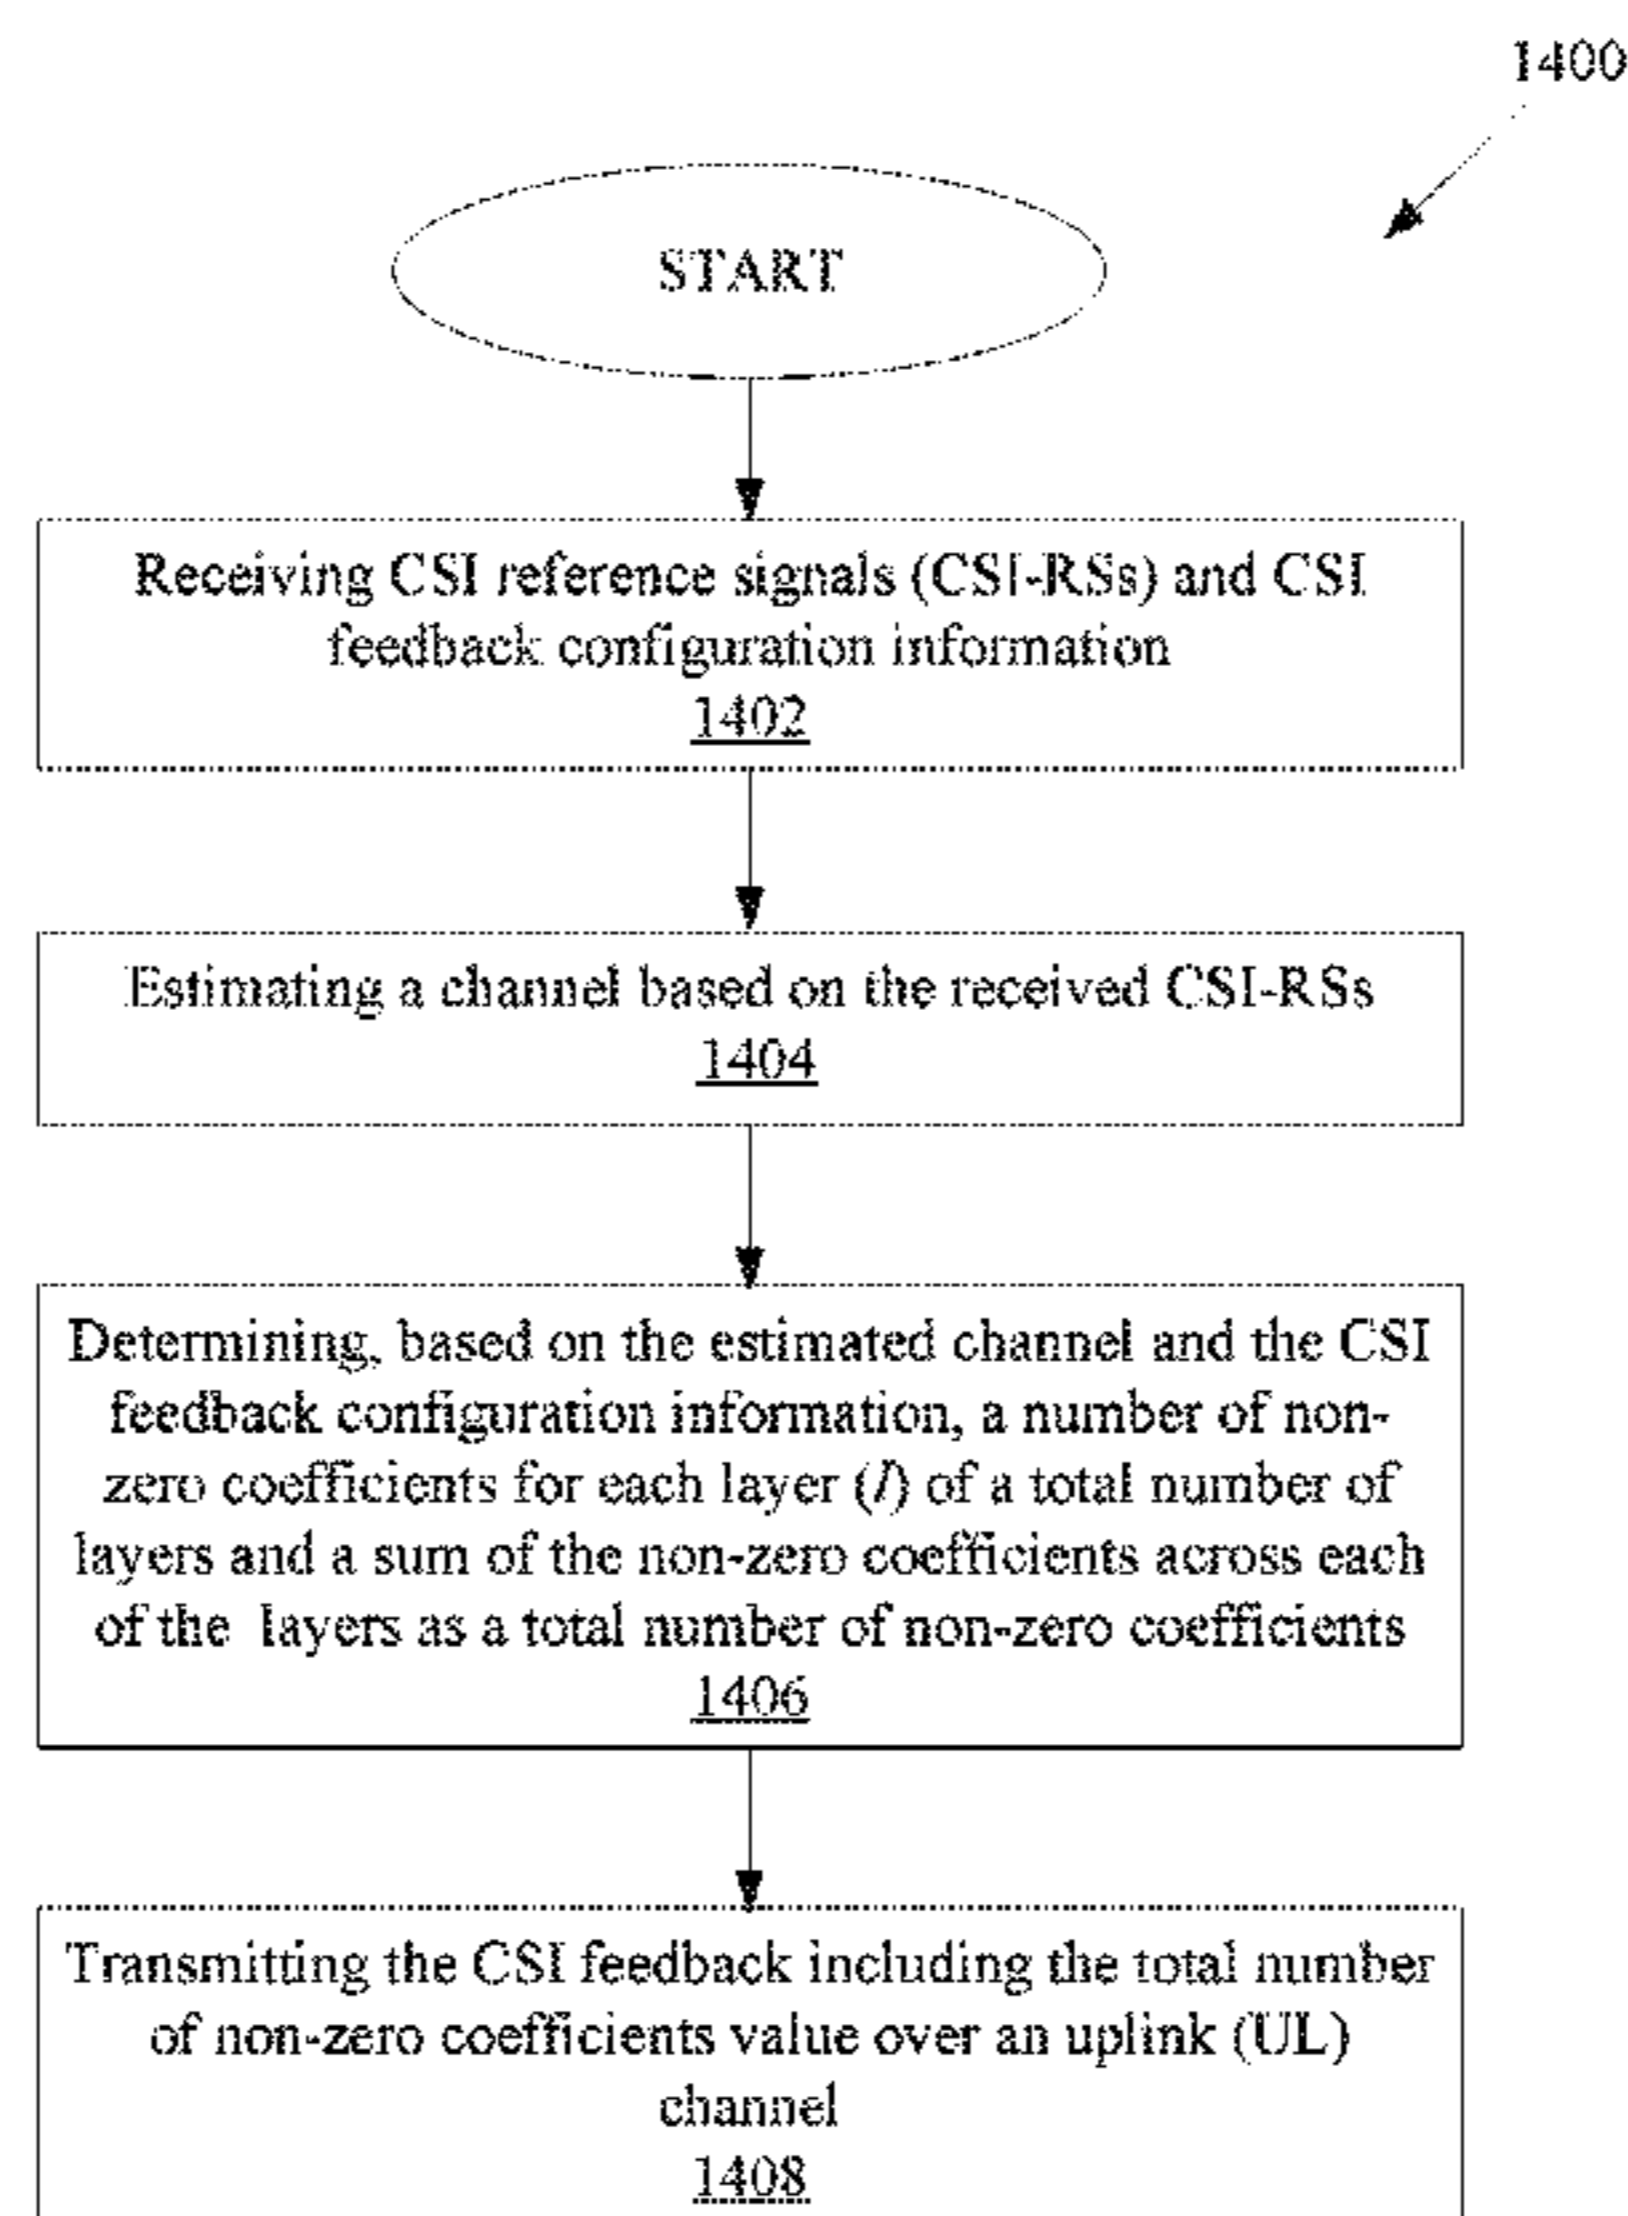 1400
START
Receiving CSI reference signals (CSI-RSs) and CSI
feedback configuration information
1402
Estimating a channel based on the received CSI-RSs
1404
Determining, based on the estimated channel and the CSI
feedback configuration information, a number of non-
zero coefficients for each layer (l) of a total number of
layers and a sum of the non-zero coefficients across each
of the layers as a total number of non-zero coefficients
1406
Transmitting the CSI feedback including the total number
of non-zero coefficients value over an uplink (UL)
channel
1408